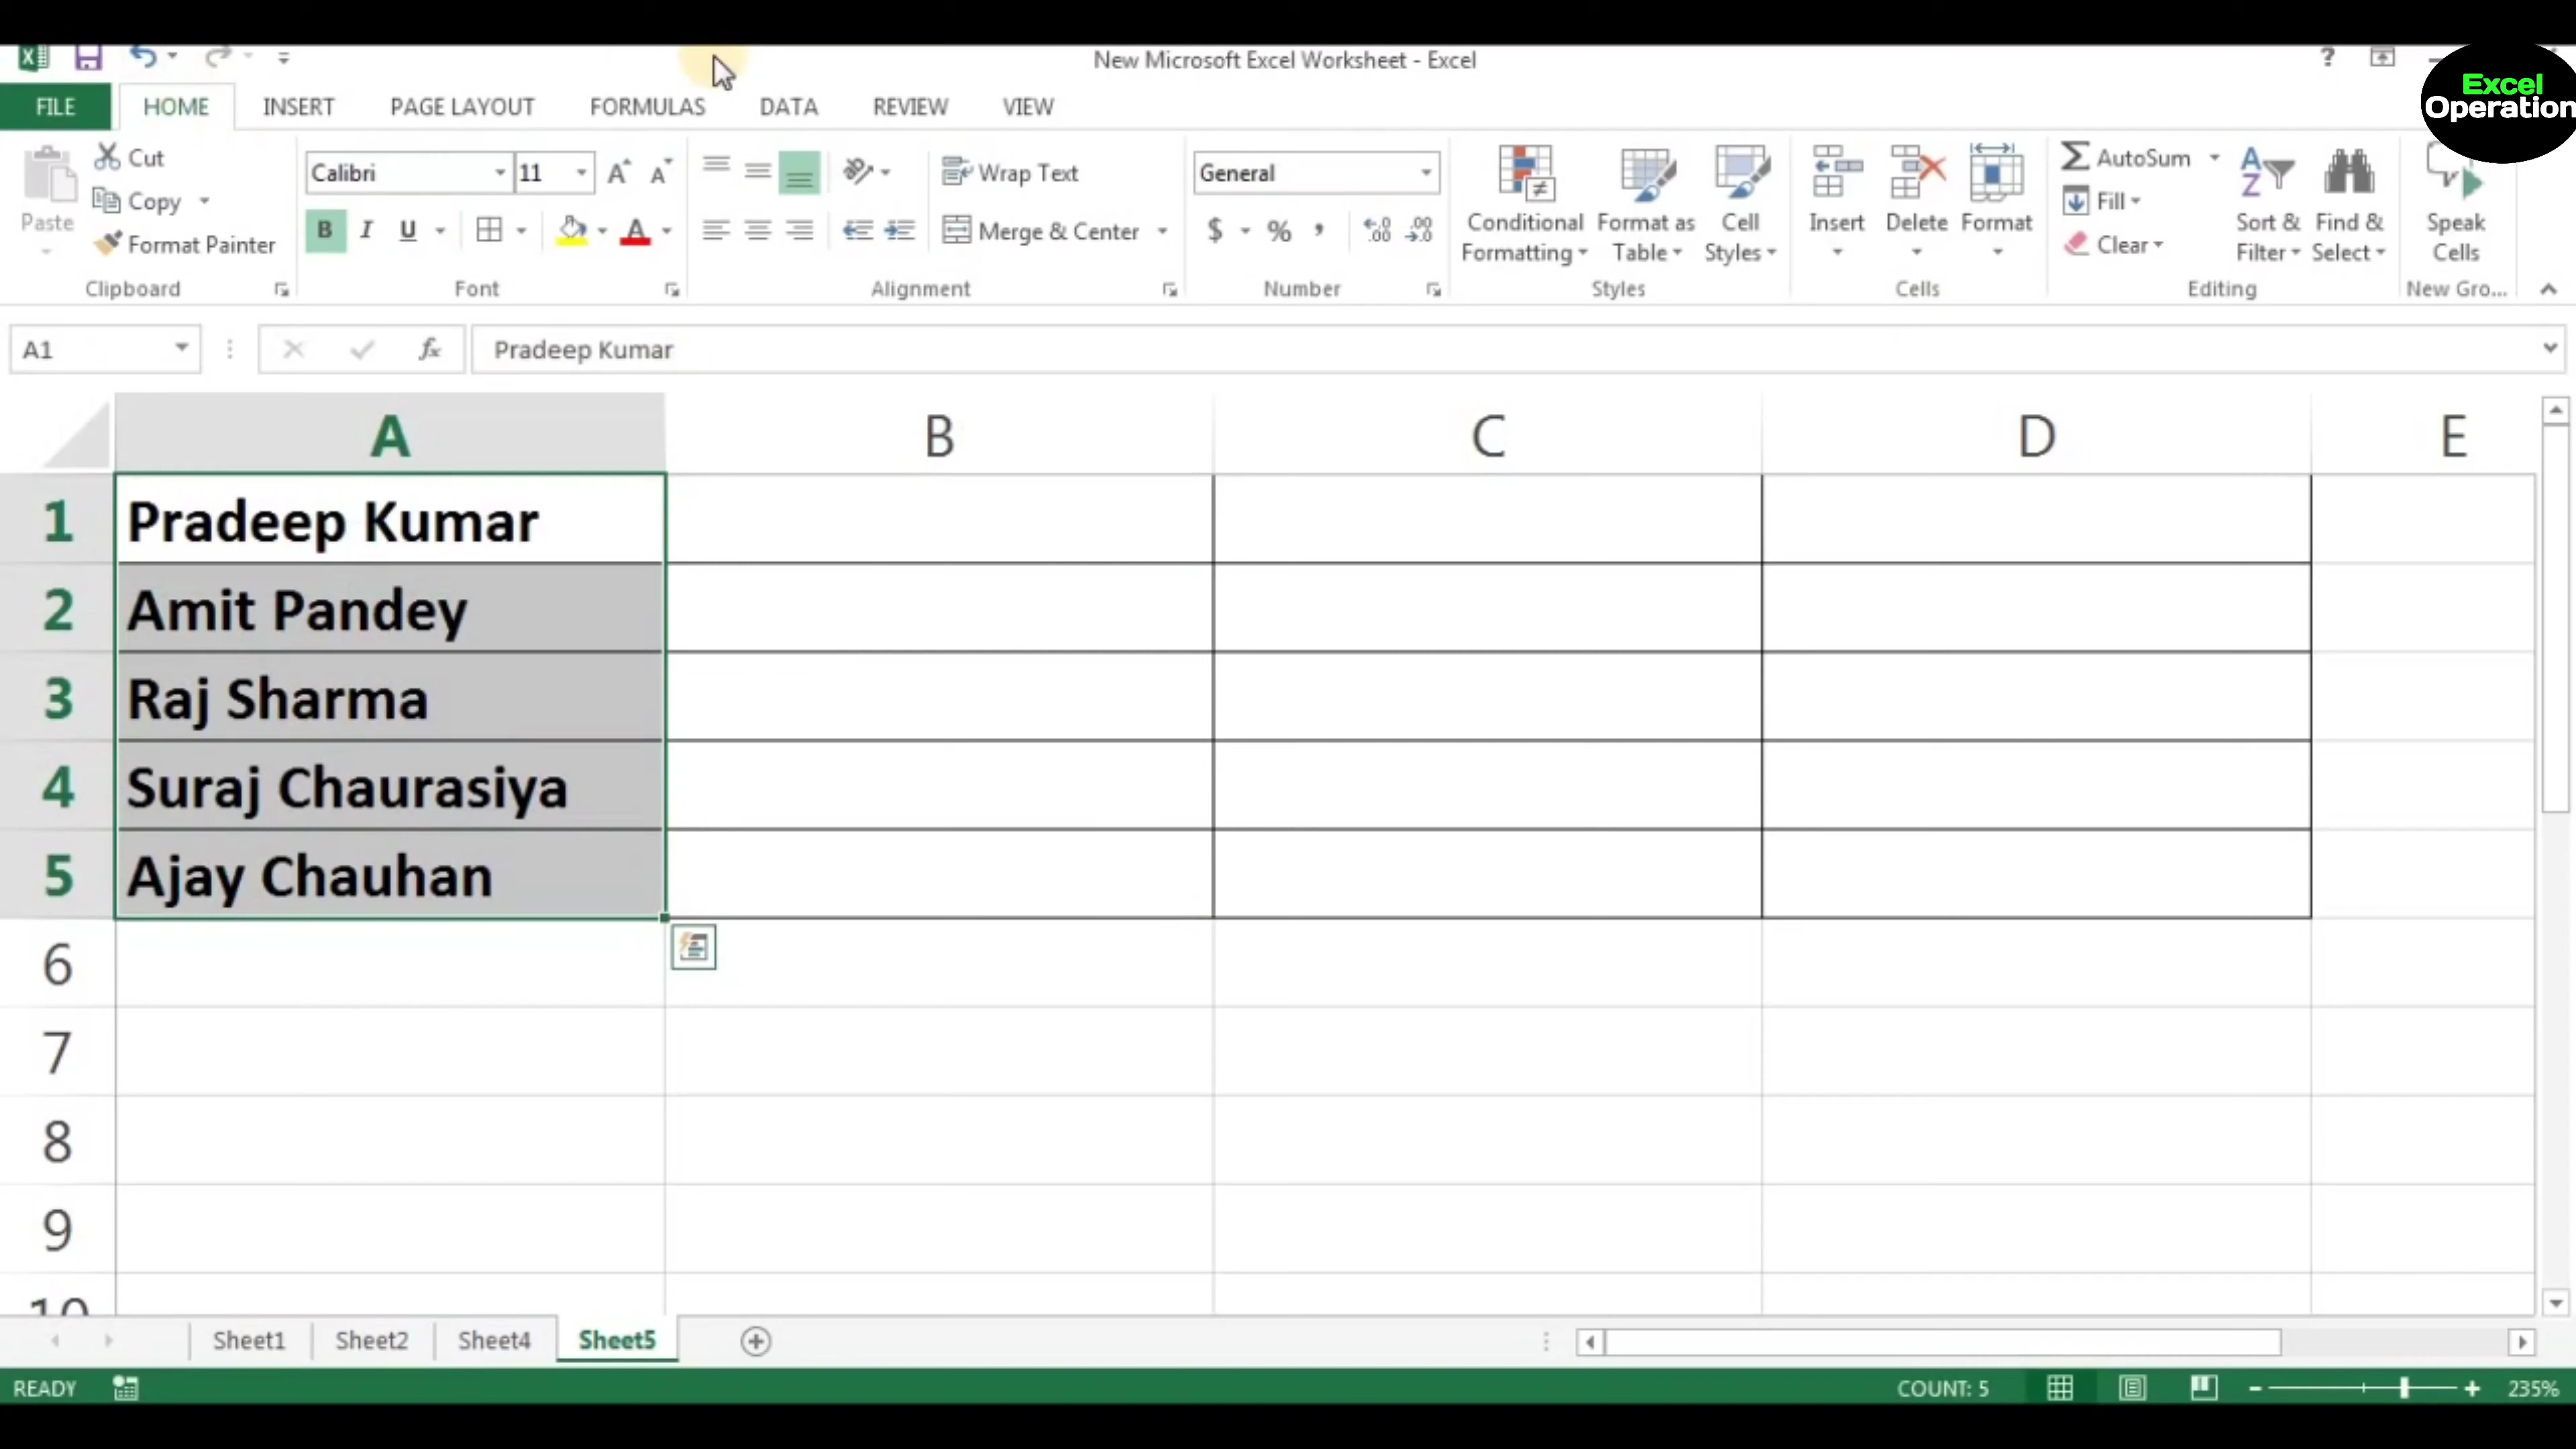 New Microsoft Excel Worksheet - Excel
?
Excel
Operation
FILE HOME INSERT PAGE LAYOUT FORMULAS DATA REVIEW VIEW
Paste
Cut
Copy
Format Painter
Clipboard
Calibri 11
B I U
Font
Wrap Text
Merge & Center
Alignment
General
$ % ,
Number
Conditional
Formatting
Format as
Table
Cell
Styles
Styles
Insert
Delete
Format
Cells
AutoSum
Fill
Clear
Sort &
Filter
Find &
Select
Editing
Speak
Cells
New Gro...
A1 fx Pradeep Kumar
A B C D E
1 Pradeep Kumar
2 Amit Pandey
3 Raj Sharma
4 Suraj Chaurasiya
5 Ajay Chauhan
6
7
8
9
10
Sheet1 Sheet2 Sheet4 Sheet5
READY COUNT: 5 235%